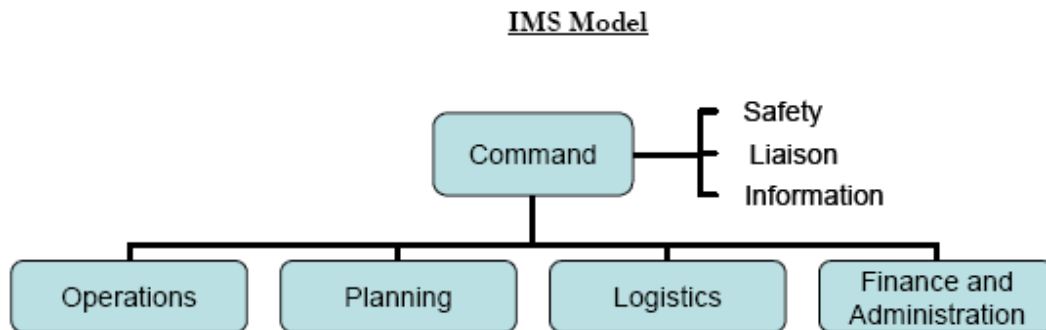 IMS Model
Command
Safety
Liaison
Information
Operations
Planning
Logistics
Finance and
Administration